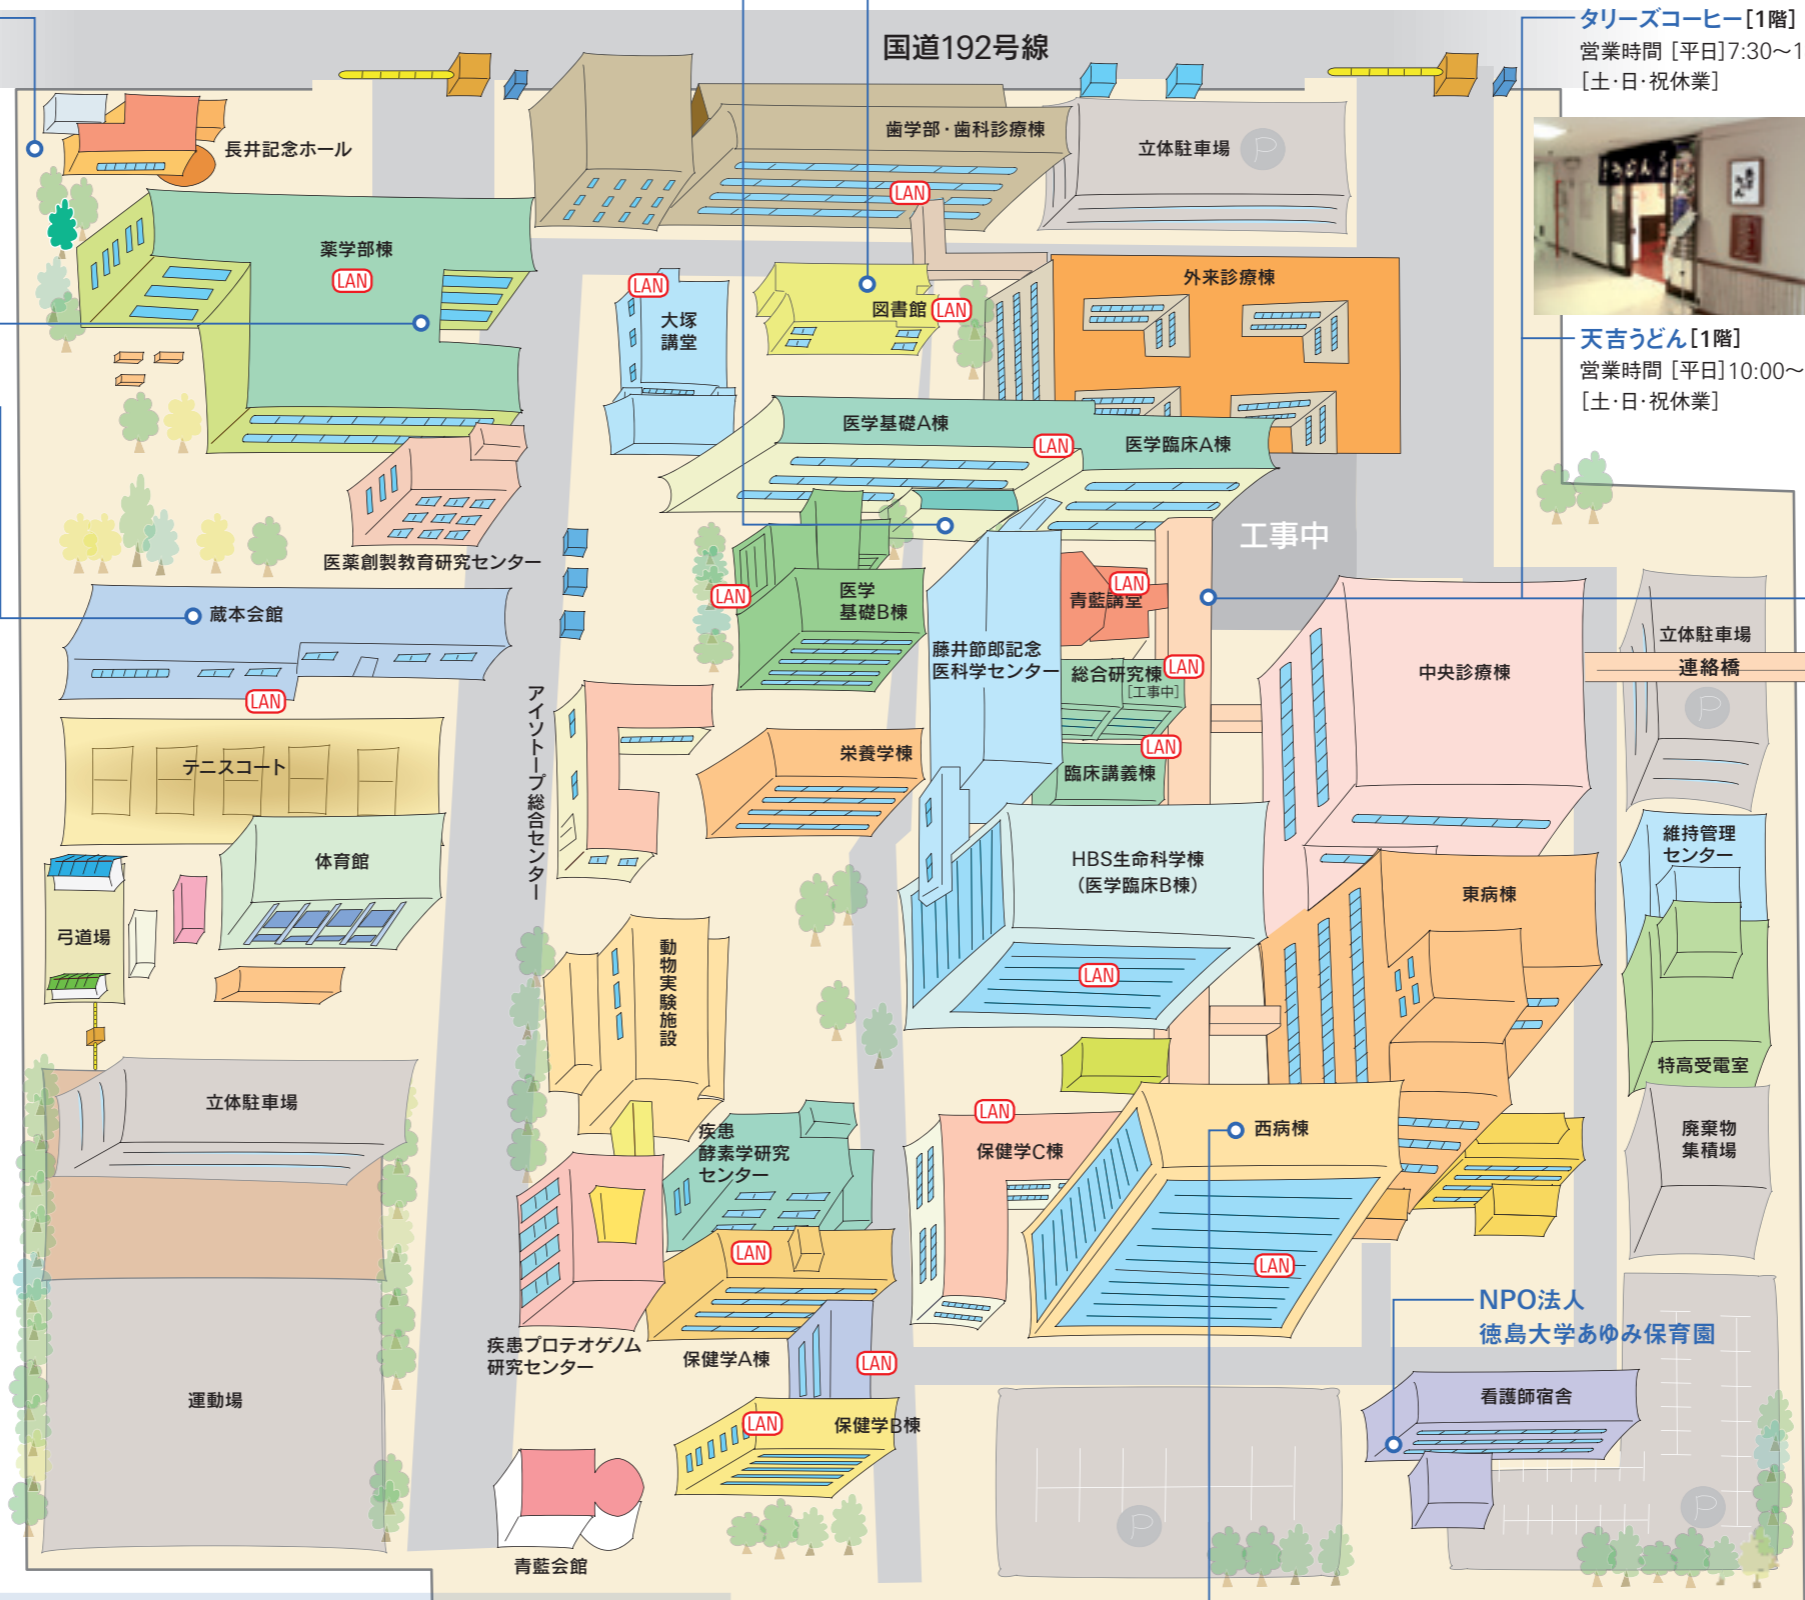 国道192号線
タリーズコーヒー[1階]
営業時間 [平日]7:30～1
[土・日・祝休業]
天吉うどん[1階]
営業時間 [平日]10:00～
[土・日・祝休業]
長井記念ホール
歯学部・歯科診療棟
LAN
立体駐車場
P
薬学部棟
LAN
LAN
大塚
講堂
図書館
LAN
外来診療棟
医学基礎A棟
LAN
医学臨床A棟
工事中
医薬創製教育研究センター
LAN
医学
基礎B棟
LAN
青藍講堂
蔵本会館
LAN
藤井節郎記念
医科学センター
総合研究棟
[工事中]
LAN
中央診療棟
立体駐車場
連絡橋
P
アイソトープ総合センター
テニスコート
栄養学棟
LAN
臨床講義棟
体育館
HBS生命科学棟
（医学臨床B棟）
LAN
維持管理
センター
東病棟
弓道場
動物実験施設
特高受電室
立体駐車場
疾患
酵素学研究
センター
LAN
保健学C棟
西病棟
LAN
廃棄物
集積場
LAN
疾患プロテオゲノム
研究センター
保健学A棟
LAN
NPO法人
徳島大学あゆみ保育園
運動場
LAN
保健学B棟
看護師宿舎
P
P
青藍会館